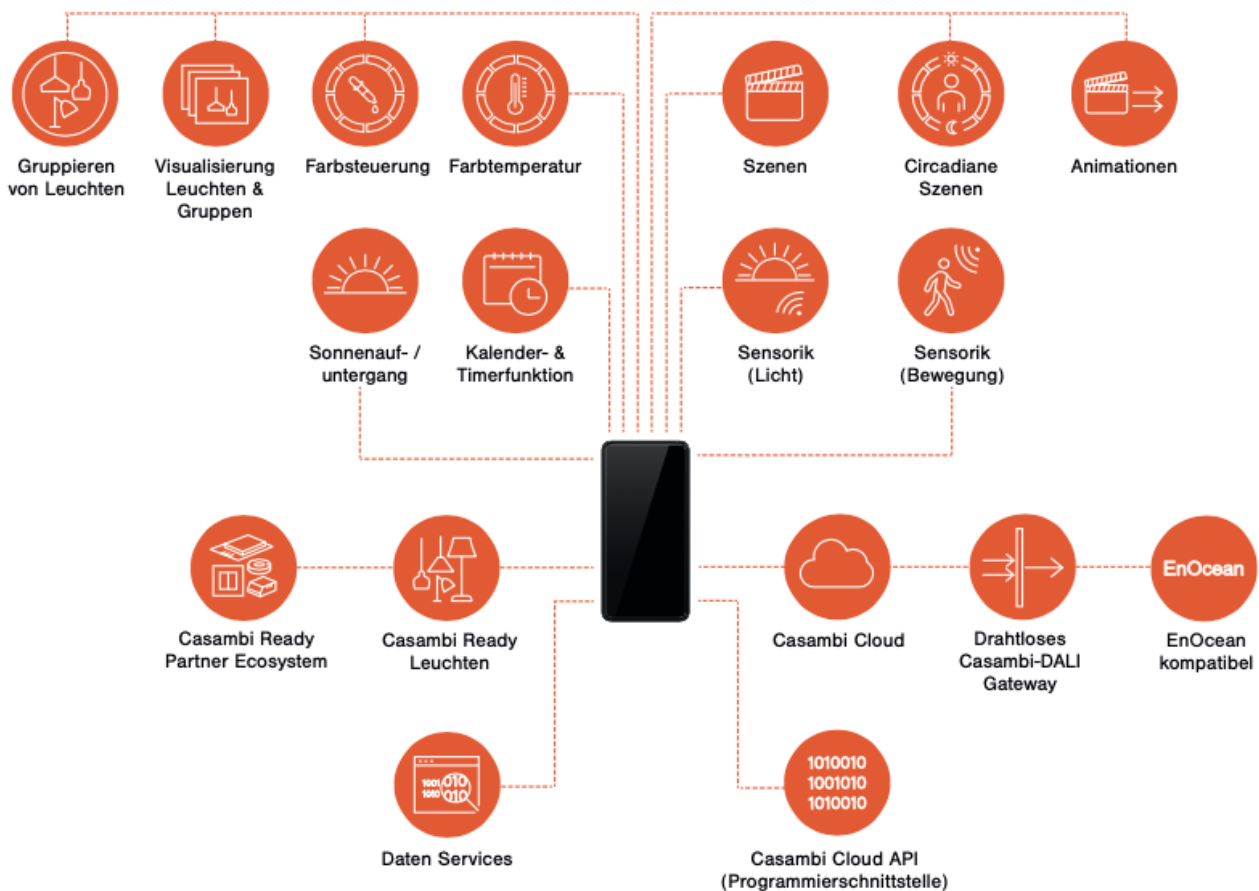 Gruppieren
von Leuchten
Visualisierung
Leuchten &
Gruppen
Farbsteuerung
Farbtemperatur
Szenen
Circadiane
Szenen
Animationen
Sonnenauf- /
untergang
Kalender- &
Timerfunktion
Sensorik
(Licht)
Sensorik
(Bewegung)
Casambi Ready
Partner Ecosystem
Casambi Ready
Leuchten
Casambi Cloud
Drahtloses
Casambi-DALI
Gateway
EnOcean
EnOcean
kompatibel
1001 010
1010 010
Daten Services
1010010
1001010
1010010
Casambi Cloud API
(Programmierschnittstelle)